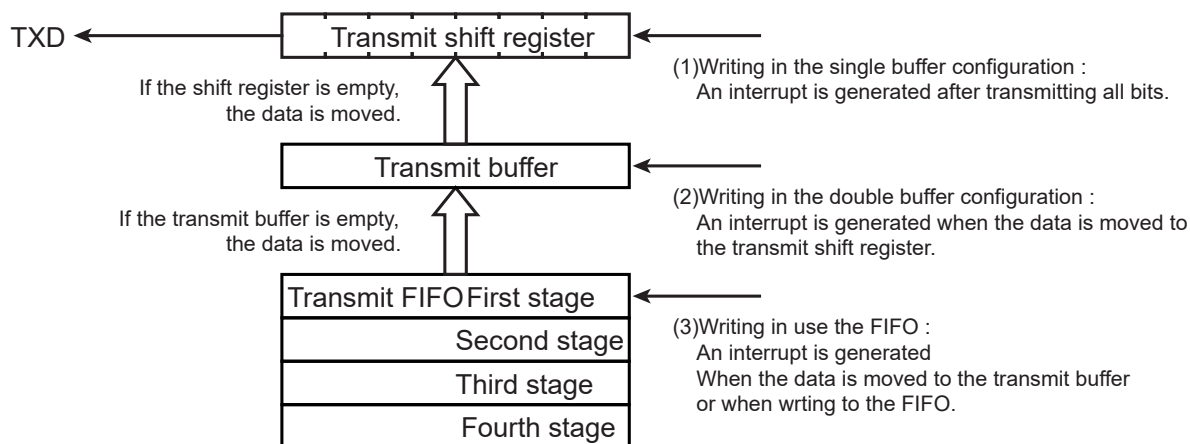 TXD
Transmit shift register
(1)Writing in the single buffer configuration :
An interrupt is generated after transmitting all bits.
If the shift register is empty,
the data is moved.
Transmit buffer
(2)Writing in the double buffer configuration :
An interrupt is generated when the data is moved to
the transmit shift register.
If the transmit buffer is empty,
the data is moved.
Transmit FIFO First stage
Second stage
Third stage
Fourth stage
(3)Writing in use the FIFO :
An interrupt is generated
When the data is moved to the transmit buffer
or when wrting to the FIFO.